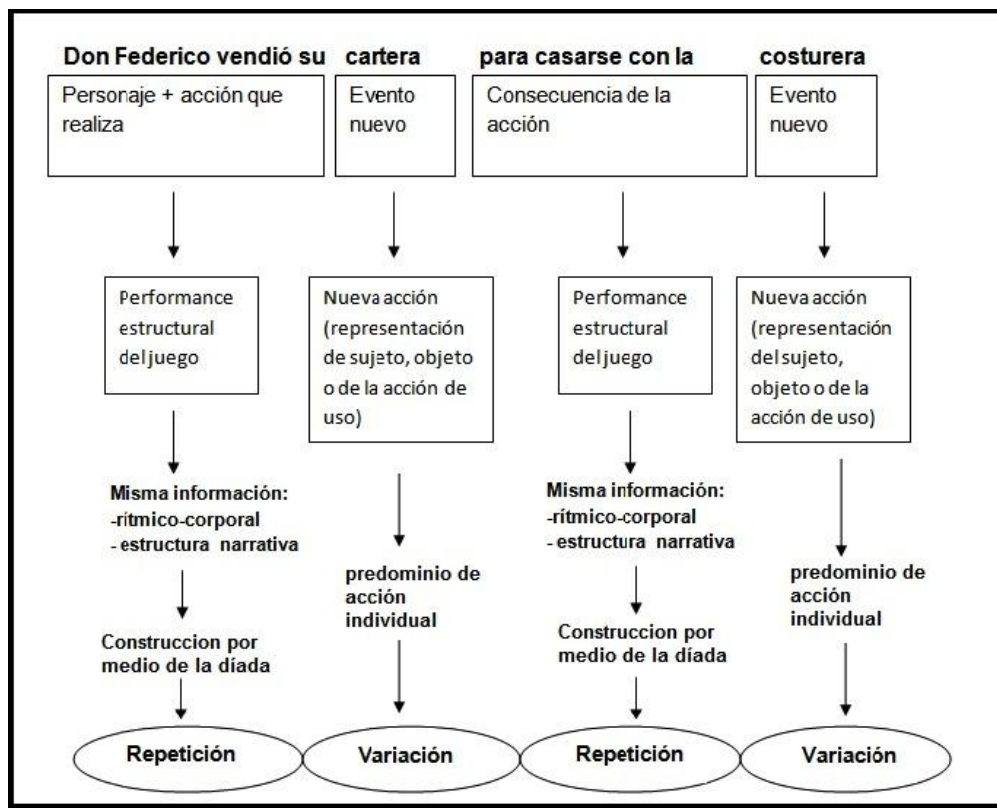 Don Federico vendió su cartera para casarse con la costurera
Personaje + acción que
realiza
Evento
nuevo
Consecuencia de la
acción
Evento
nuevo
Performance
estructural
del juego
Nueva acción
(representación
de sujeto, objeto
o de la acción de
uso)
Performance
estructural
del juego
Nueva acción
(representación
del sujeto,
objeto o de la
acción de uso)
Misma información:
-rítmico-corporal
- estructura narrativa
predominio de
acción
individual
Misma información:
-rítmico-corporal
- estructura narrativa
predominio de
acción
individual
Construccion por
medio de la díada
Construccion por
medio de la díada
Repetición
Variación
Repetición
Variación